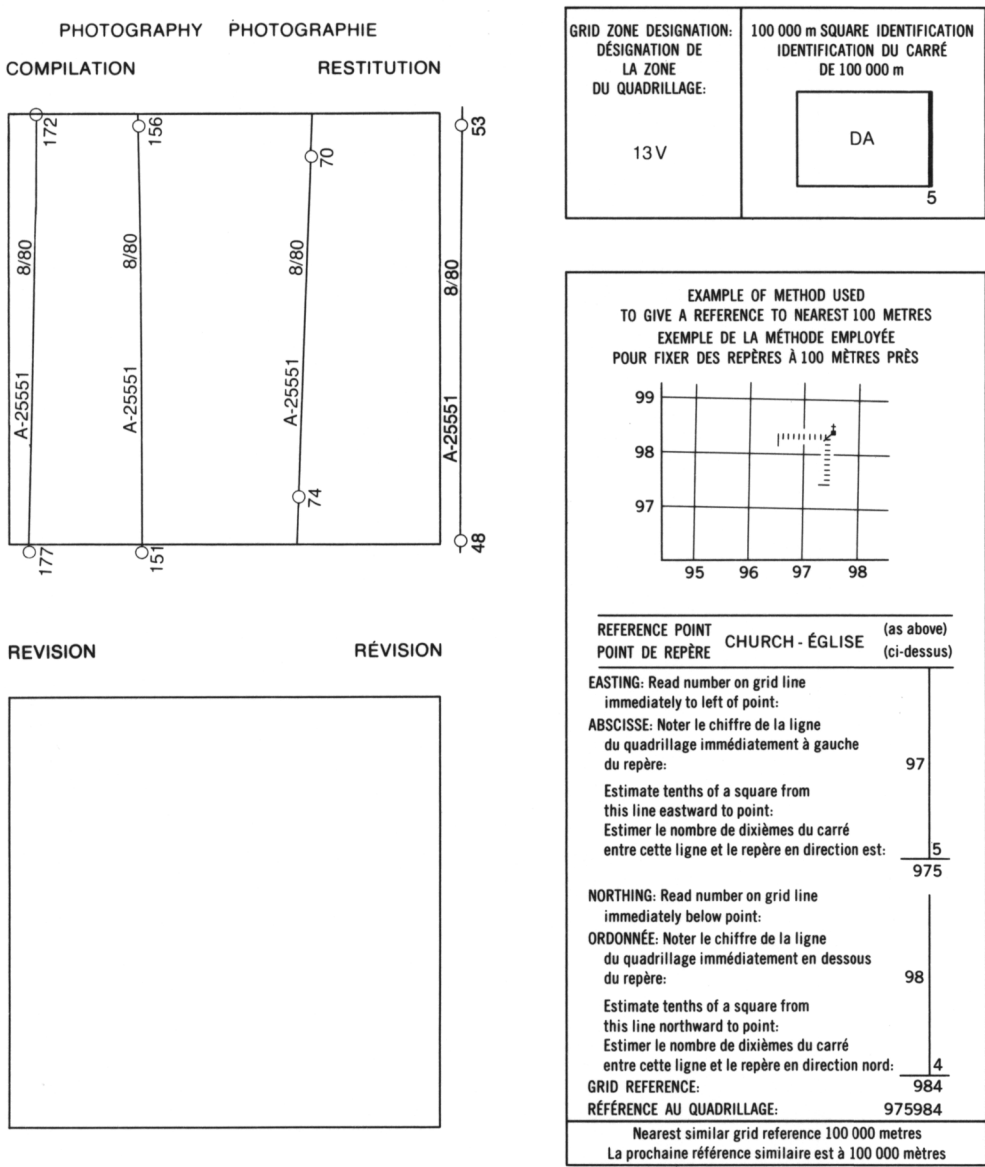 PHOTOGRAPHY PHOTOGRAPHIE
COMPILATION RESTITUTION
172
156
70
53
8/80
8/80
8/80
8/80
A-25551
A-25551
A-25551
A-25551
177
151
74
48
REVISION RÉVISION
GRID ZONE DESIGNATION:
DÉSIGNATION DE
LA ZONE
DU QUADRILLAGE:
13 V
100 000 m SQUARE IDENTIFICATION
IDENTIFICATION DU CARRÉ
DE 100 000 m
DA
5
EXAMPLE OF METHOD USED
TO GIVE A REFERENCE TO NEAREST 100 METRES
EXEMPLE DE LA MÉTHODE EMPLOYÉE
POUR FIXER DES REPÈRES À 100 MÈTRES PRÈS
99
98
97
95 96 97 98
REFERENCE POINT
POINT DE REPÈRE
CHURCH - ÉGLISE
(as above)
(ci-dessus)
EASTING: Read number on grid line
immediately to left of point:
ABSCISSE: Noter le chiffre de la ligne
du quadrillage immédiatement à gauche
du repère: 97
Estimate tenths of a square from
this line eastward to point:
Estimer le nombre de dixièmes du carré
entre cette ligne et le repère en direction est: 5
975
NORTHING: Read number on grid line
immediately below point:
ORDONNÉE: Noter le chiffre de la ligne
du quadrillage immédiatement en dessous
du repère: 98
Estimate tenths of a square from
this line northward to point:
Estimer le nombre de dixièmes du carré
entre cette ligne et le repère en direction nord: 4
GRID REFERENCE: 984
RÉFÉRENCE AU QUADRILLAGE: 975984
Nearest similar grid reference 100 000 metres
La prochaine référence similaire est à 100 000 mètres